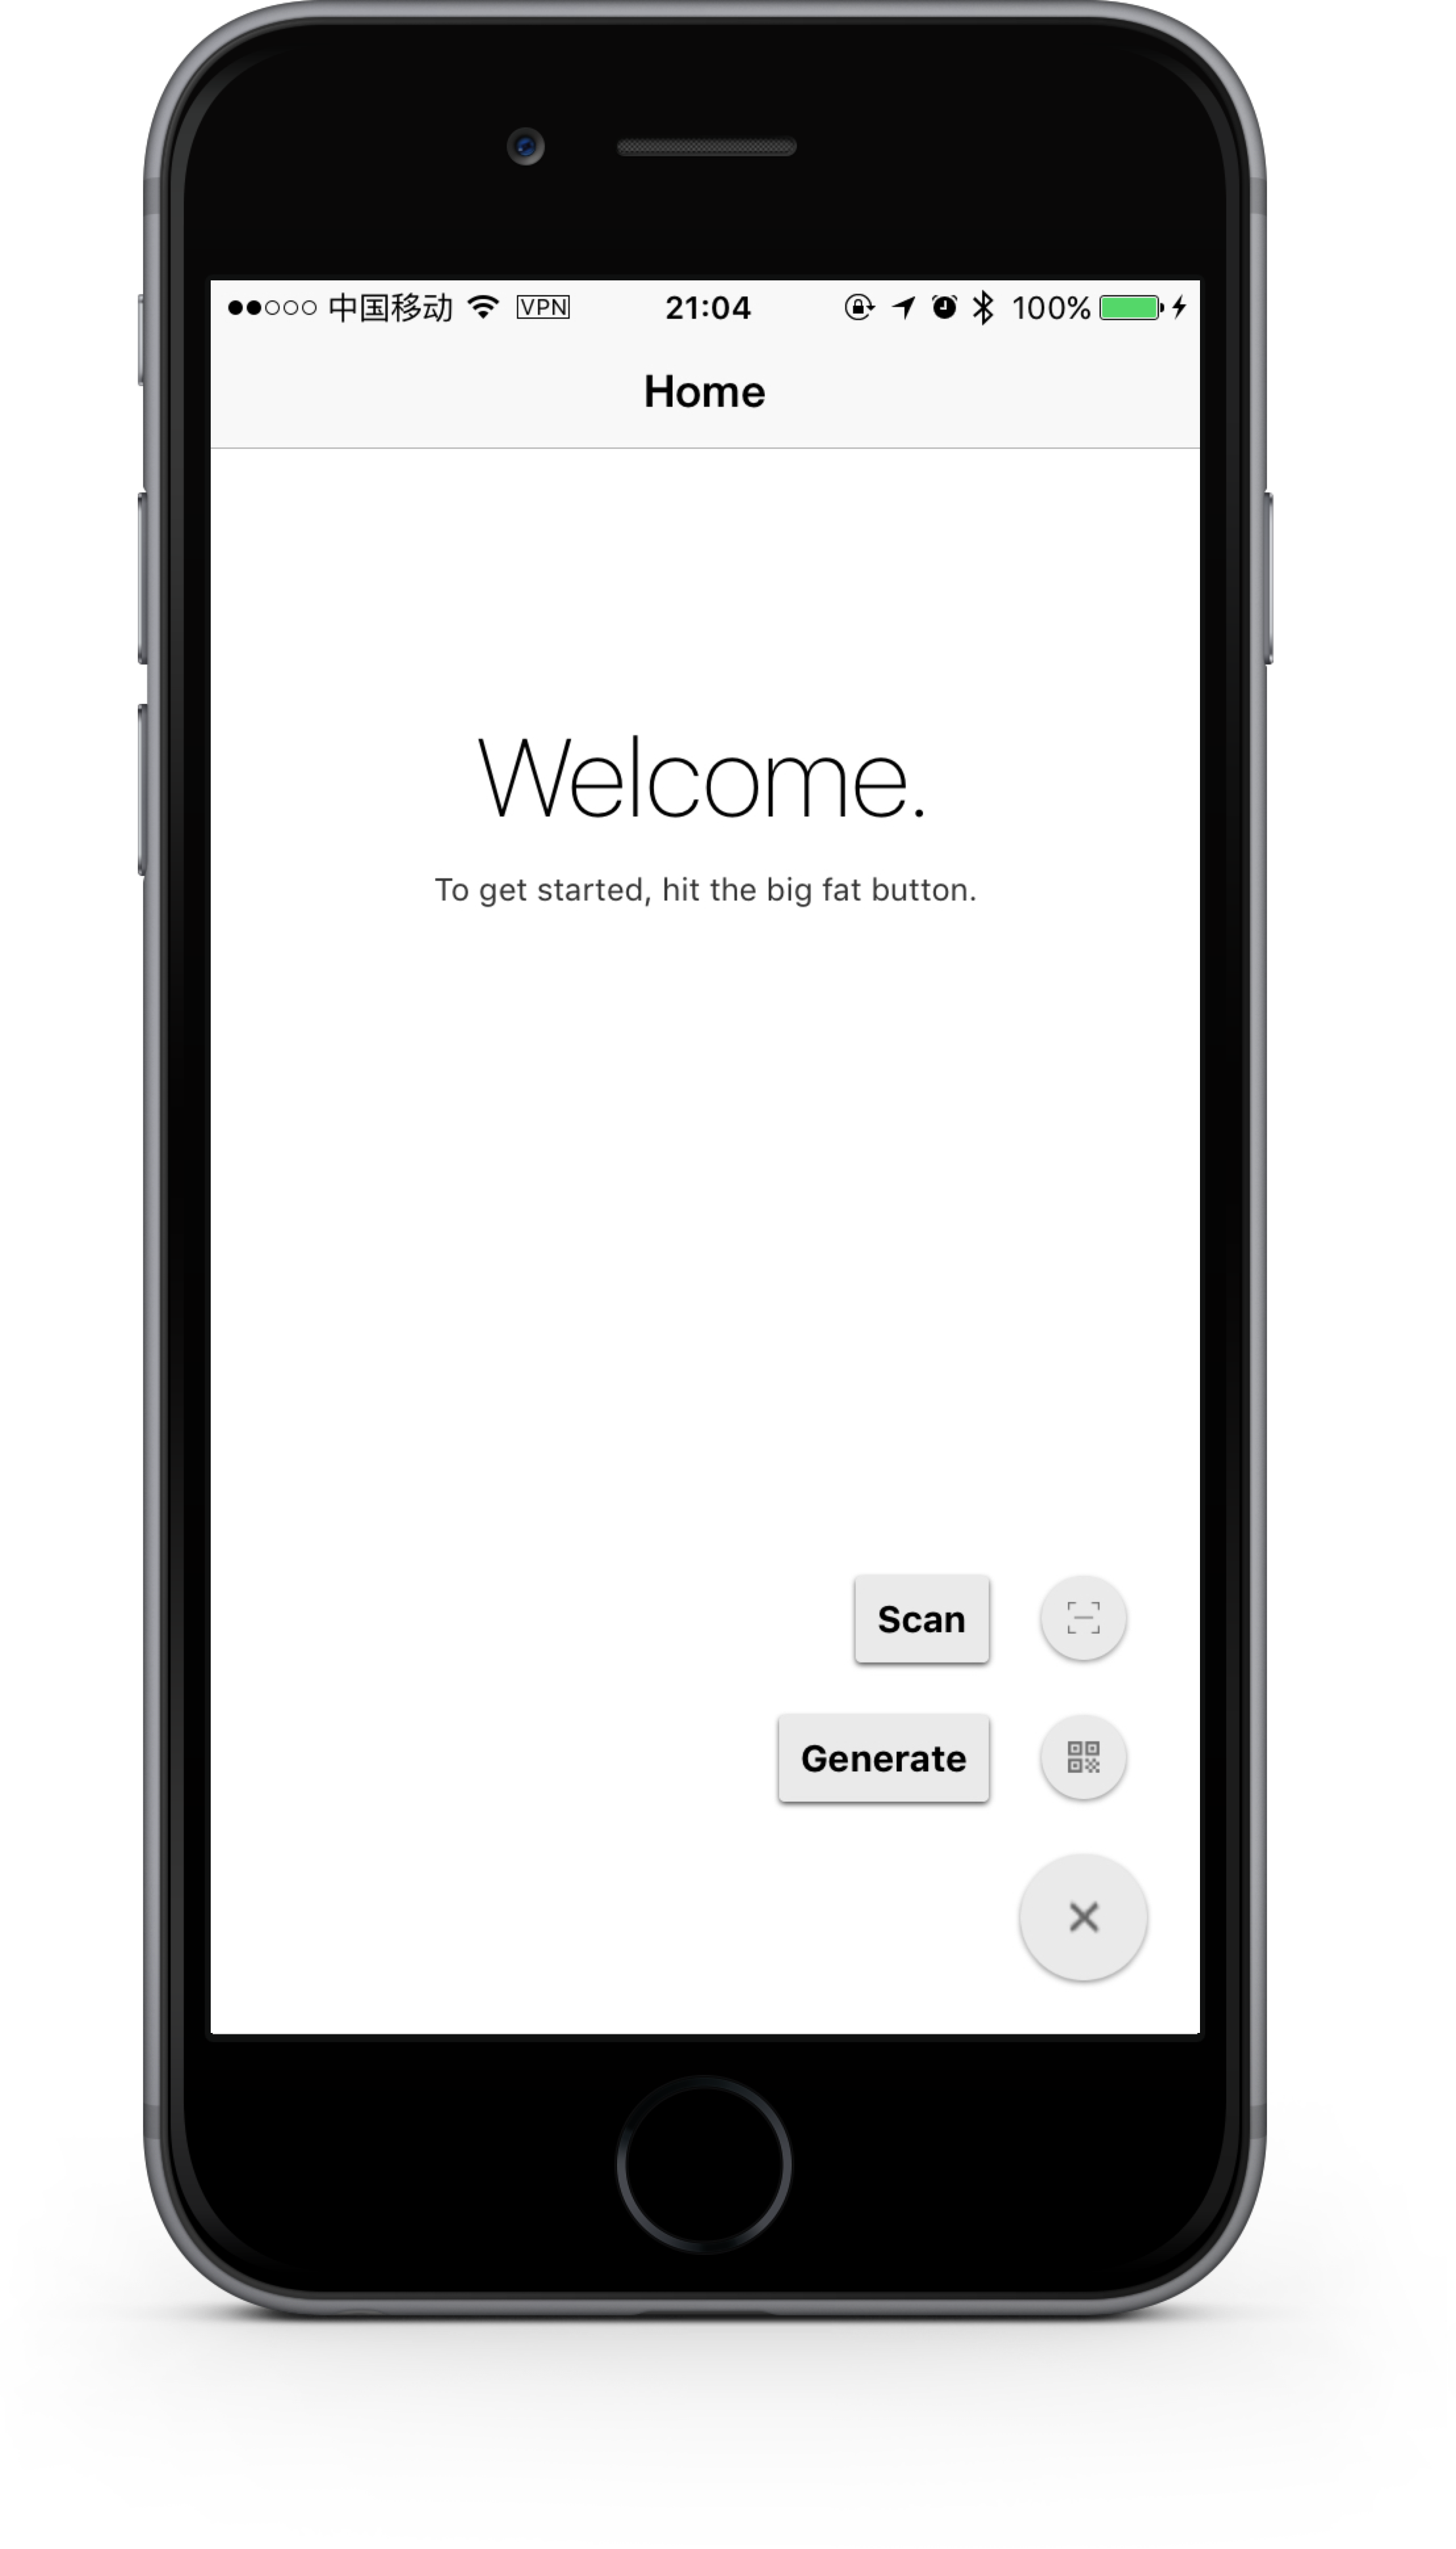 中国移动 VPN 21:04 100%
Home
Welcome.
To get started, hit the big fat button.
Scan
Generate